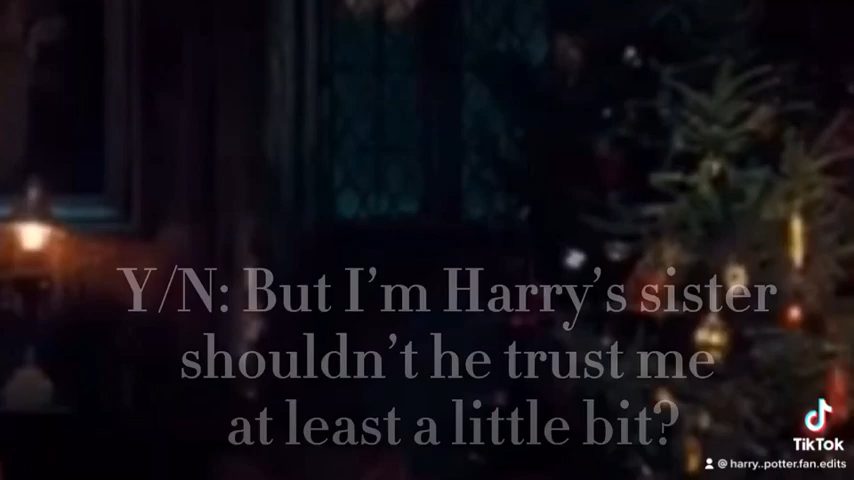 Y/N: But I'm Harry's sister
shouldn't he trust me
at least a little bit?
TikTok
@ harry..potter.fan.edits